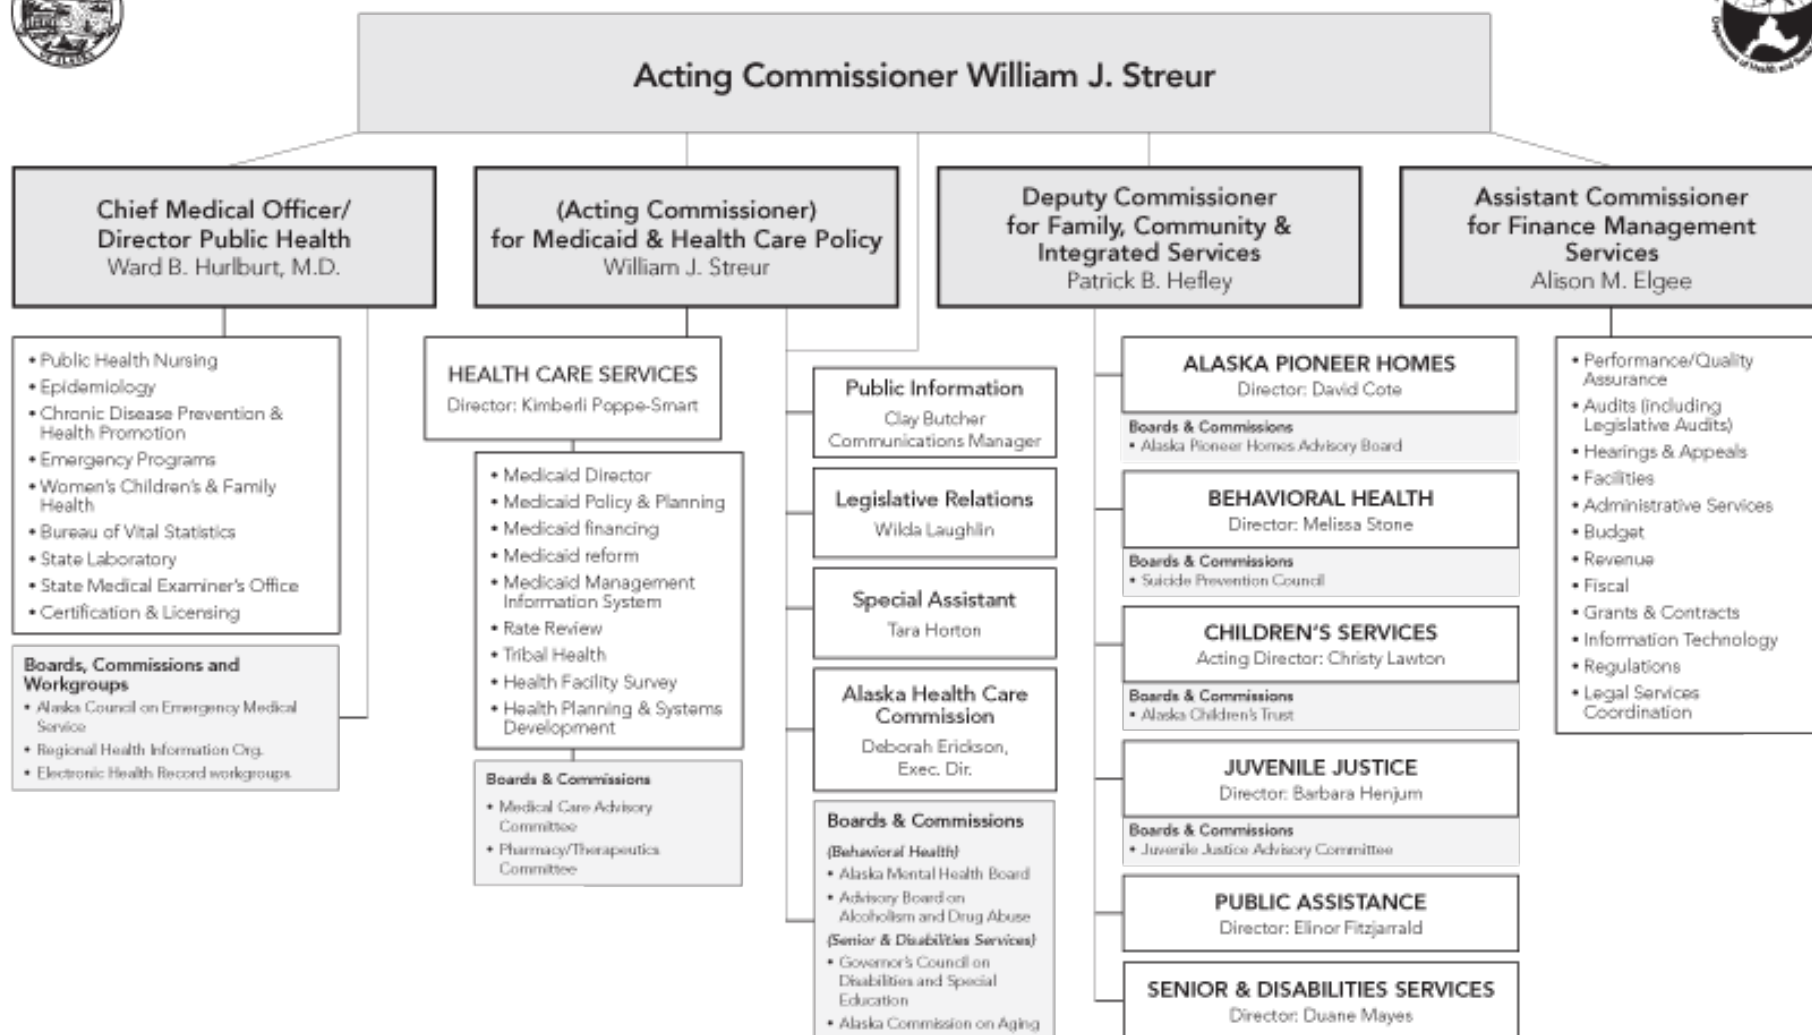 OF ALASKA
Acting Commissioner William J. Streur
Chief Medical Officer/
Director Public Health
Ward B. Hurlburt, M.D.
(Acting Commissioner)
for Medicaid & Health Care Policy
William J. Streur
Deputy Commissioner
for Family, Community &
Integrated Services
Patrick B. Hefley
Assistant Commissioner
for Finance Management
Services
Alison M. Elgee
• Public Health Nursing
• Epidemiology
• Chronic Disease Prevention &
Health Promotion
• Emergency Programs
• Women's Children's & Family
Health
• Bureau of Vital Statistics
• State Laboratory
• State Medical Examiner's Office
• Certification & Licensing
Boards, Commissions and
Workgroups
• Alaska Council on Emergency Medical
Service
• Regional Health Information Org.
• Electronic Health Record workgroups
HEALTH CARE SERVICES
Director: Kimberli Poppe-Smart
• Medicaid Director
• Medicaid Policy & Planning
• Medicaid financing
• Medicaid reform
• Medicaid Management
Information System
• Rate Review
• Tribal Health
• Health Facility Survey
• Health Planning & Systems
Development
Boards & Commissions
• Medical Care Advisory
Committee
• Pharmacy/Therapeutics
Committee
Public Information
Clay Butcher
Communications Manager
Legislative Relations
Wilda Laughlin
Special Assistant
Tara Horton
Alaska Health Care
Commission
Deborah Erickson,
Exec. Dir.
Boards & Commissions
(Behavioral Health)
• Alaska Mental Health Board
• Advisory Board on
Alcoholism and Drug Abuse
(Senior & Disabilities Services)
• Governor's Council on
Disabilities and Special
Education
• Alaska Commission on Aging
ALASKA PIONEER HOMES
Director: David Cote
Boards & Commissions
• Alaska Pioneer Homes Advisory Board
BEHAVIORAL HEALTH
Director: Melissa Stone
Boards & Commissions
• Suicide Prevention Council
CHILDREN'S SERVICES
Acting Director: Christy Lawton
Boards & Commissions
• Alaska Children's Trust
JUVENILE JUSTICE
Director: Barbara Henjum
Boards & Commissions
• Juvenile Justice Advisory Committee
PUBLIC ASSISTANCE
Director: Elinor Fitzjarrald
SENIOR & DISABILITIES SERVICES
Director: Duane Mayes
• Performance/Quality
Assurance
• Audits (including
Legislative Audits)
• Hearings & Appeals
• Facilities
• Administrative Services
• Budget
• Revenue
• Fiscal
• Grants & Contracts
• Information Technology
• Regulations
• Legal Services
Coordination